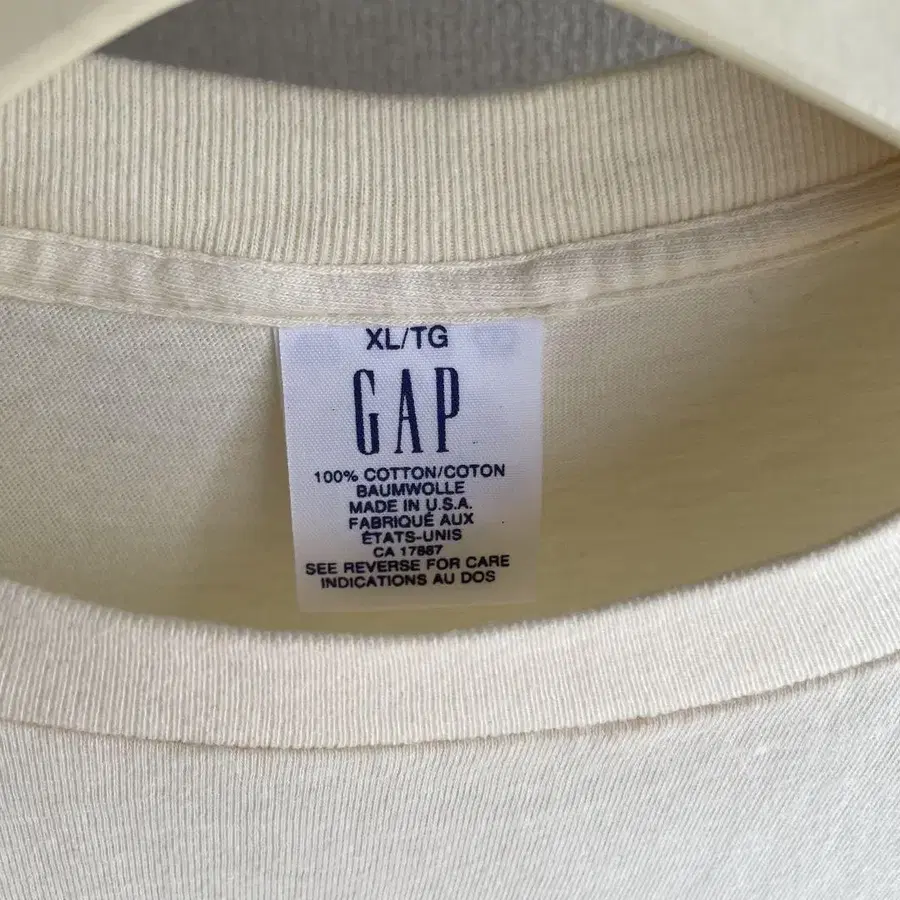 XL/TG
GAP
100% COTTON/COTON
BAUMWOLLE
MADE IN U.S.A.
FABRIQUÉ AUX
ÉTATS-UNIS
CA 17887
SEE REVERSE FOR CARE
INDICATIONS AU DOS